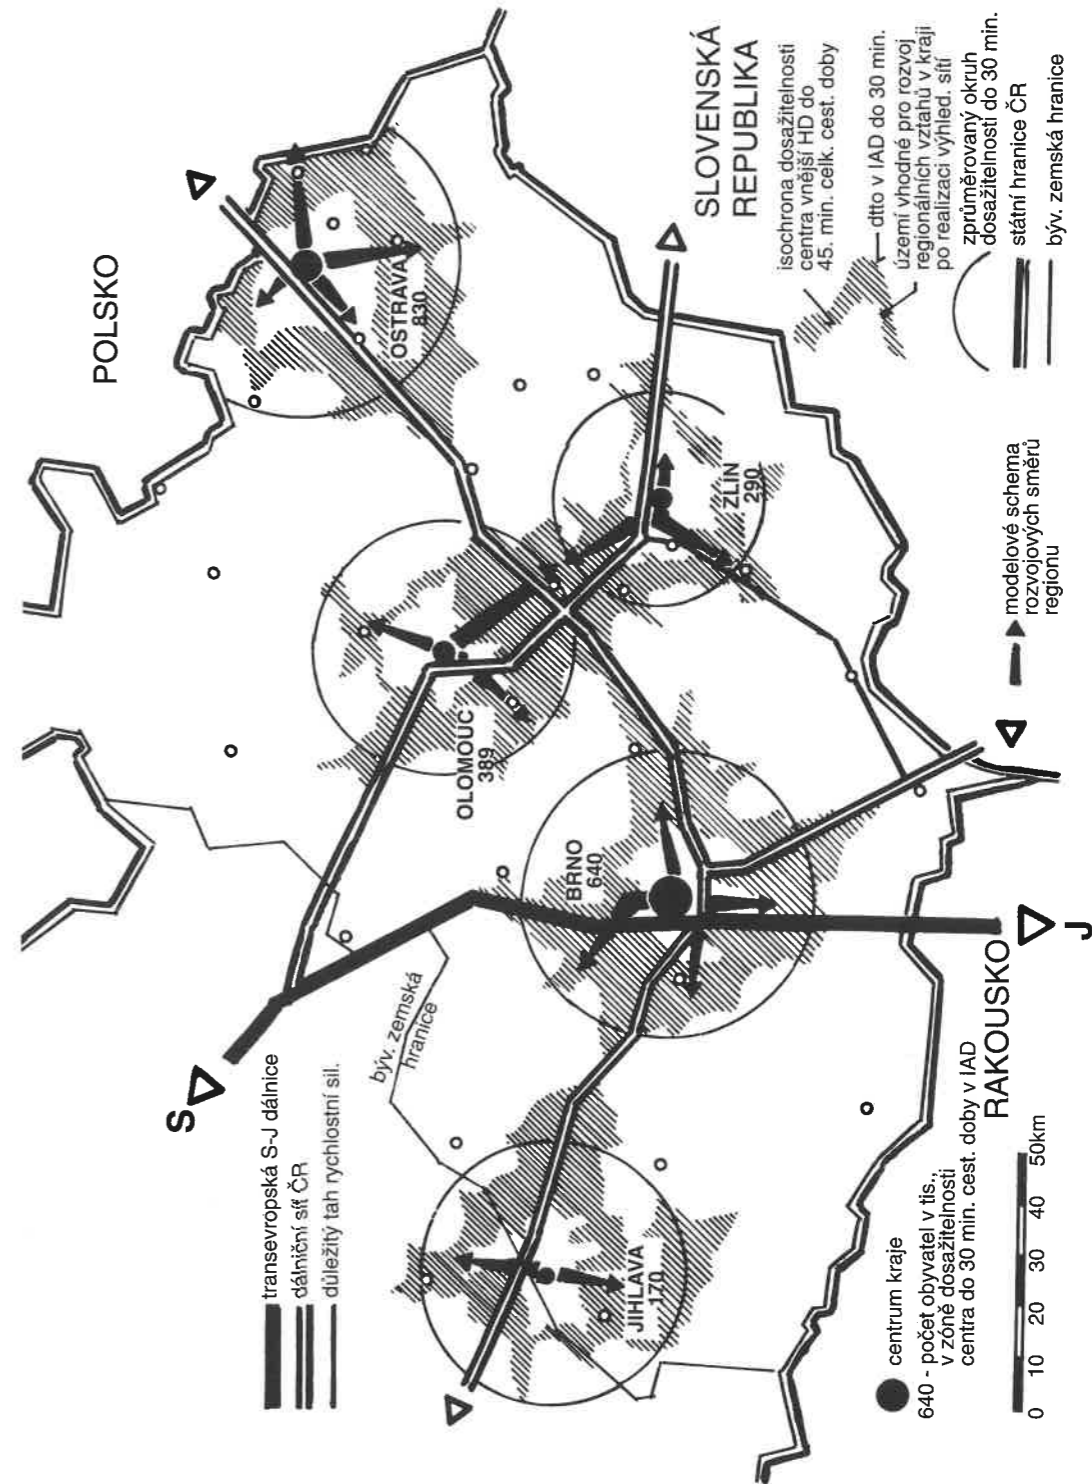 POLSKO
SLOVENSKÁ
REPUBLIKA
OSTRAVA
830
OLOMOUC
389
ZLIN
290
BRNO
640
JIHLAVA
170
RAKOUSKO
S
J
býv. zemská
hranice
transevropská S-J dálnice
dálniční síť ČR
důležitý tah rychlostní sil.
centrum kraje
640 - počet obyvatel v tis.,
v zóně dosažitelnosti
centra do 30 min. cest. doby v IAD
0 10 20 30 40 50km
modelové schema
rozvojových směrů
regionu
isochrona dosažitelnosti
centra vnější HD do
45. min. celk. cest. doby
dtto v IAD do 30 min.
území vhodné pro rozvoj
regionálních vztahů v kraji
po realizaci výhled. sítí
zprůměrovaný okruh
dosažitelnosti do 30 min.
státní hranice ČR
býv. zemská hranice